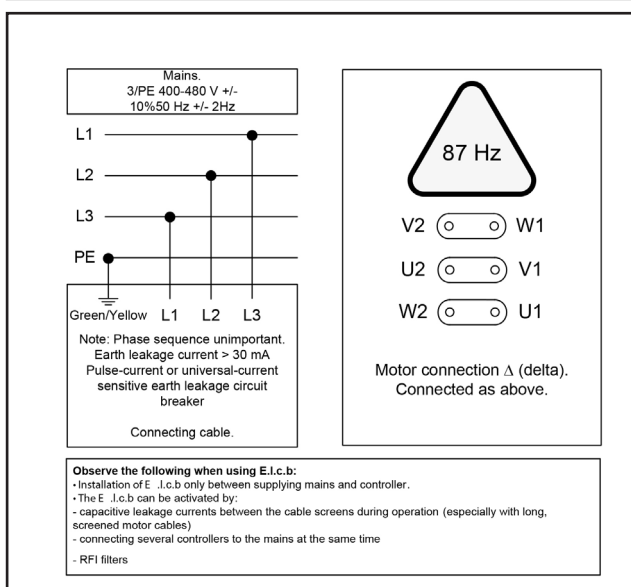 Mains.
3/PE 400-480 V +/-
10%50 Hz +/- 2Hz
L1
L2
L3
PE
Green/Yellow L1 L2 L3
Note: Phase sequence unimportant.
Earth leakage current > 30 mA
Pulse-current or universal-current
sensitive earth leakage circuit
breaker
Connecting cable.
87 Hz
V2 W1
U2 V1
W2 U1
Motor connection Δ (delta).
Connected as above.
Observe the following when using E.l.c.b:
• Installation of E .l.c.b only between supplying mains and controller.
• The E .l.c.b can be activated by:
- capacitive leakage currents between the cable screens during operation (especially with long,
screened motor cables)
- connecting several controllers to the mains at the same time
- RFI filters